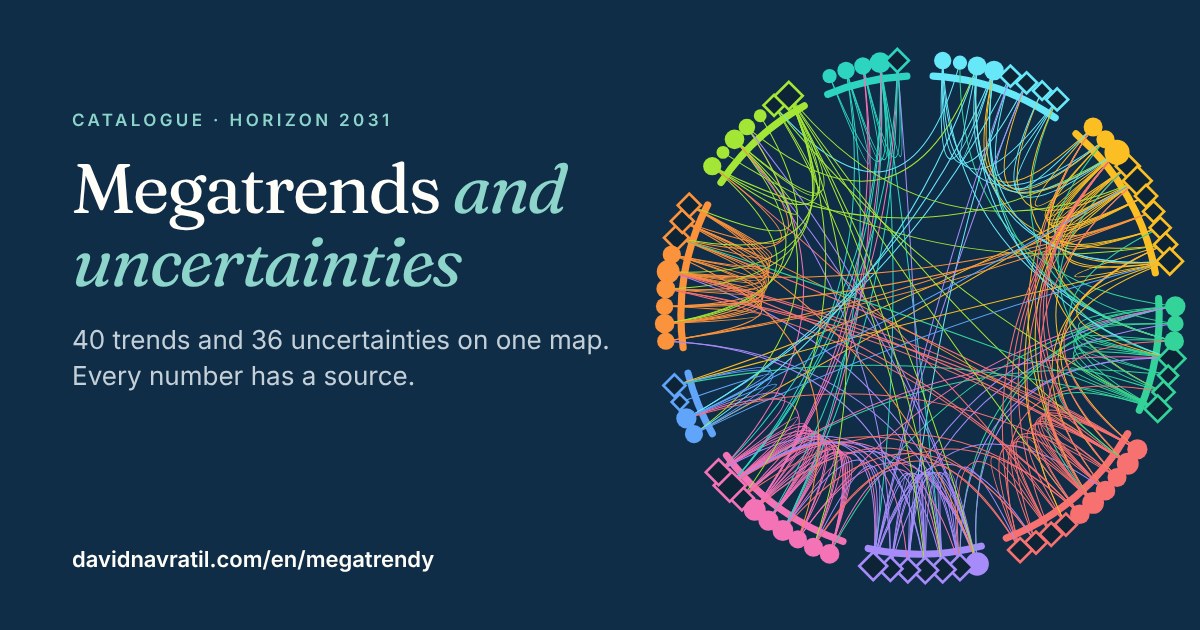 CATALOGUE · HORIZON 2031
Megatrends and
uncertainties
40 trends and 36 uncertainties on one map.
Every number has a source.
davidnavratil.com/en/megatrendy